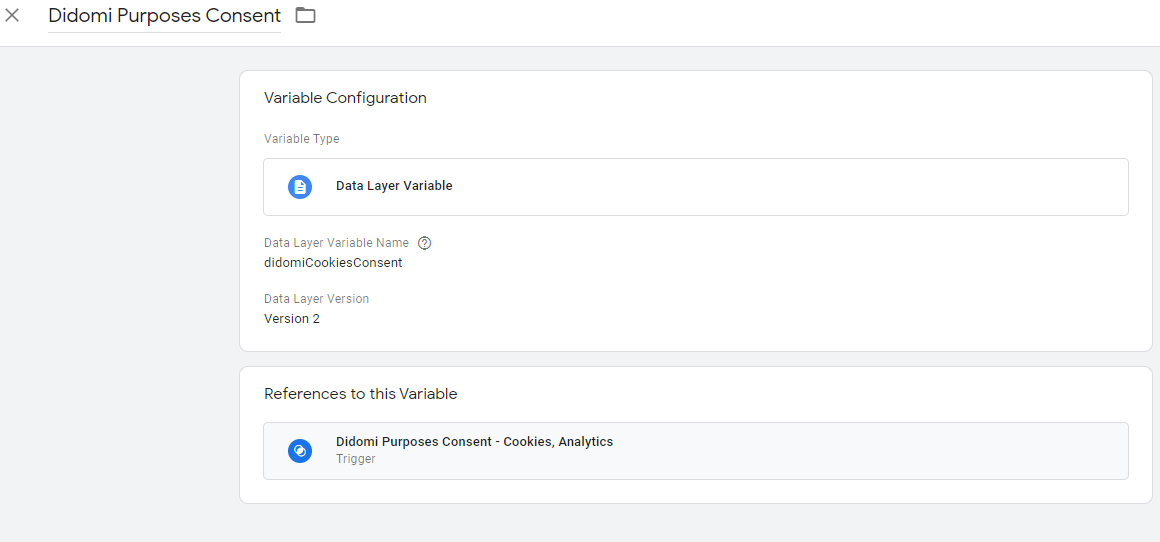 Didomi Purposes Consent
Variable Configuration
Variable Type
Data Layer Variable
Data Layer Variable Name
didomiCookiesConsent
Data Layer Version
Version 2
References to this Variable
Didomi Purposes Consent - Cookies, Analytics
Trigger